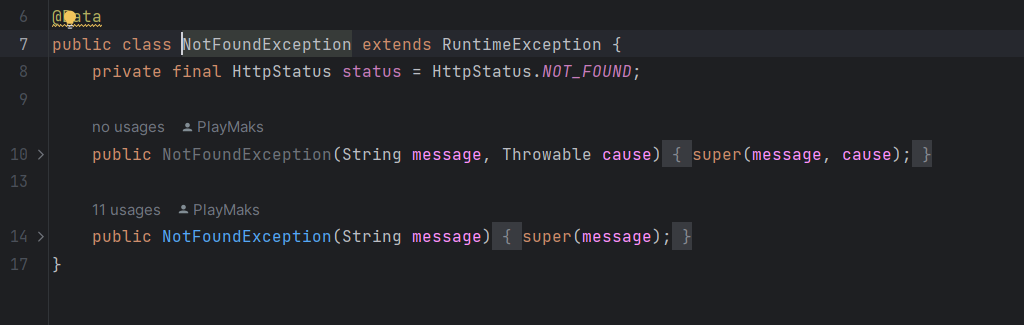 6 @Data
7 public class NotFoundException extends RuntimeException {
8 private final HttpStatus status = HttpStatus.NOT_FOUND;
9
no usages PlayMaks
10 public NotFoundException(String message, Throwable cause) { super(message, cause); }
13
11 usages PlayMaks
14 public NotFoundException(String message) { super(message); }
17 }